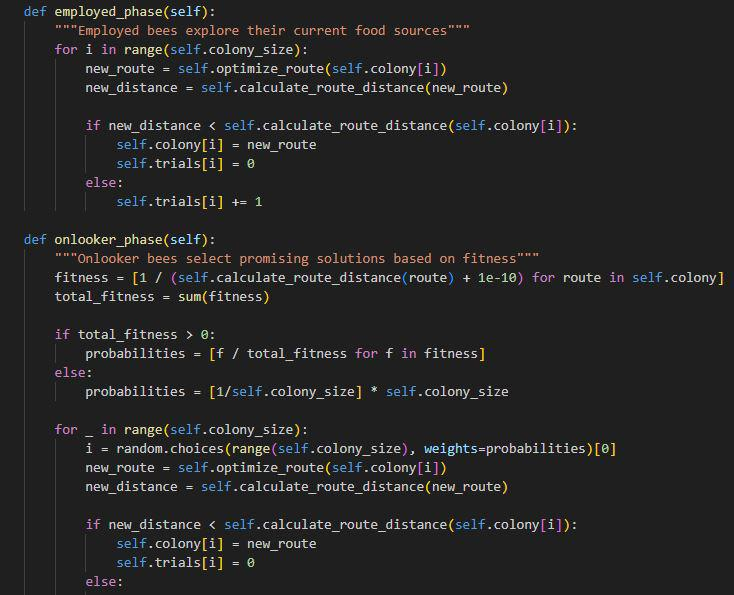 def employed_phase(self):
    """Employed bees explore their current food sources"""
    for i in range(self.colony_size):
        new_route = self.optimize_route(self.colony[i])
        new_distance = self.calculate_route_distance(new_route)

        if new_distance < self.calculate_route_distance(self.colony[i]):
            self.colony[i] = new_route
            self.trials[i] = 0
        else:
            self.trials[i] += 1

def onlooker_phase(self):
    """Onlooker bees select promising solutions based on fitness"""
    fitness = [1 / (self.calculate_route_distance(route) + 1e-10) for route in self.colony]
    total_fitness = sum(fitness)

    if total_fitness > 0:
        probabilities = [f / total_fitness for f in fitness]
    else:
        probabilities = [1/self.colony_size] * self.colony_size

    for _ in range(self.colony_size):
        i = random.choices(range(self.colony_size), weights=probabilities)[0]
        new_route = self.optimize_route(self.colony[i])
        new_distance = self.calculate_route_distance(new_route)

        if new_distance < self.calculate_route_distance(self.colony[i]):
            self.colony[i] = new_route
            self.trials[i] = 0
        else: